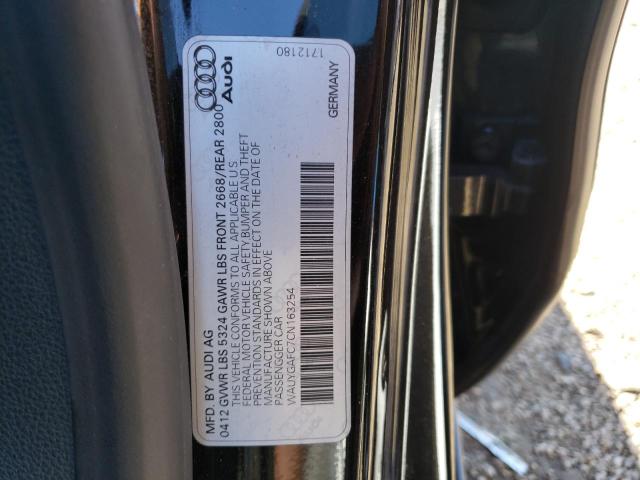 MFD. BY AUDI AG
0412 GVWR LBS 5324 GAWR LBS FRONT 2668/REAR 2800
THIS VEHICLE CONFORMS TO ALL APPLICABLE U S
FEDERAL MOTOR VEHICLE SAFETY,BUMPER AND THEFT
PREVENTION STANDARDS IN EFFECT ON THE DATE OF
MANUFACTURE SHOWN ABOVE
PASSENGGER CAR
WAUYGAFC7CN163254
Audi
GERMANY
1712180